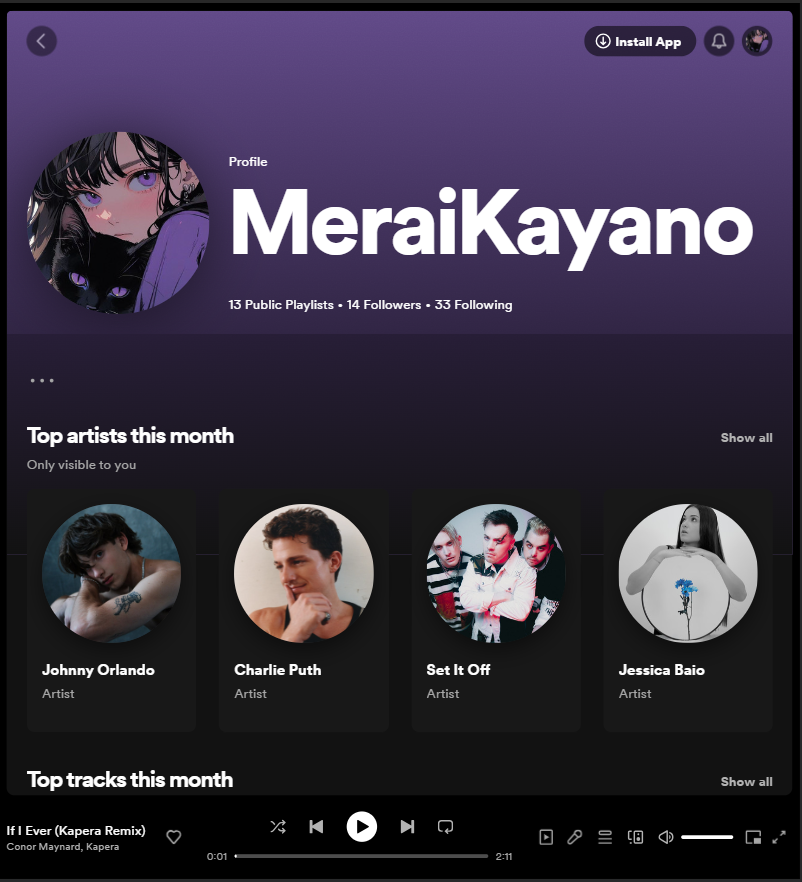 Install App
Profile
MeraiKayano
13 Public Playlists • 14 Followers • 33 Following
Top artists this month
Show all
Only visible to you
Johnny Orlando
Artist
Charlie Puth
Artist
Set It Off
Artist
Jessica Baio
Artist
Top tracks this month
Show all
If I Ever (Kapera Remix)
Conor Maynard, Kapera
0:01
2:11